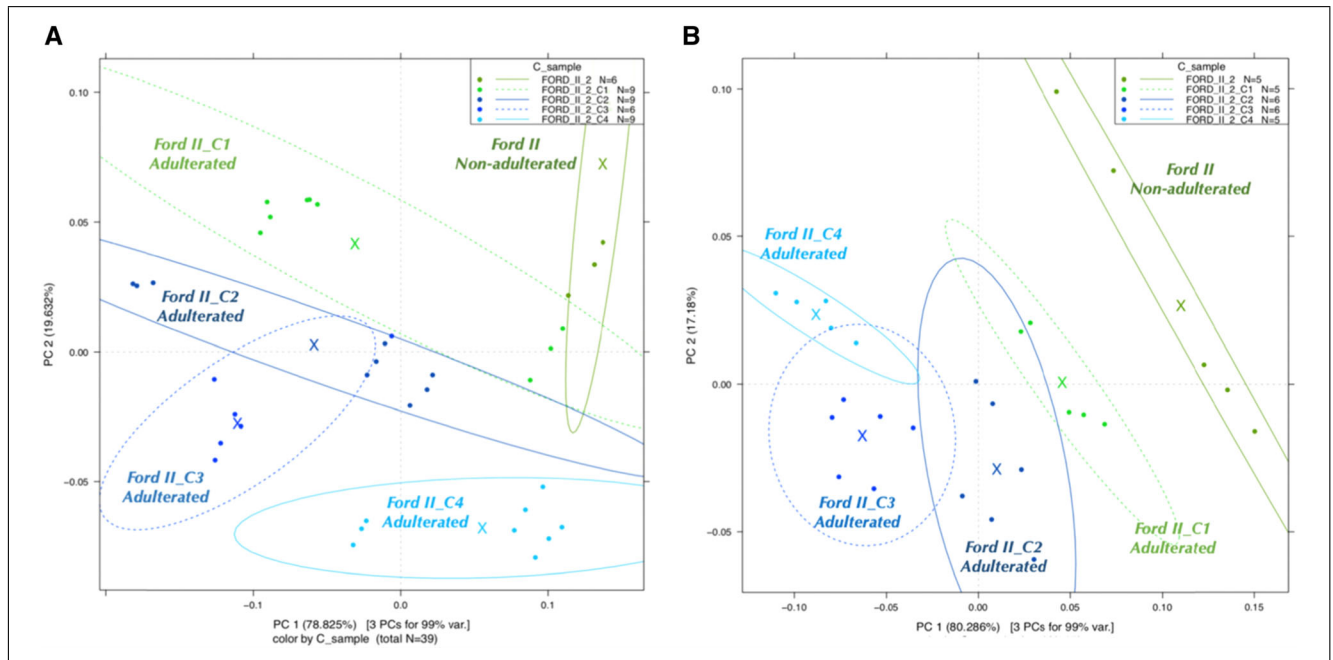 A
C_sample
FORD_II_2 N=6
FORD_II_2_C1 N=9
FORD_II_2_C2 N=9
FORD_II_2_C3 N=6
FORD_II_2_C4 N=9
0.10
0.05
0.00
−0.05
PC 2 (19.632%)
Ford II_C1
Adulterated
Ford II
Non-adulterated
X
X
Ford II_C2
Adulterated
X
X
Ford II_C3
Adulterated
Ford II_C4
Adulterated
X
−0.1
0.0
0.1
PC 1 (78.825%) [3 PCs for 99% var.]
color by C_sample (total N=39)
B
C_sample
FORD_II_2 N=5
FORD_II_2_C1 N=5
FORD_II_2_C2 N=6
FORD_II_2_C3 N=6
FORD_II_2_C4 N=5
0.10
0.05
0.00
−0.05
PC 2 (17.18%)
Ford II
Non-adulterated
Ford II_C4
Adulterated
X
X
X
X
X
Ford II_C3
Adulterated
Ford II_C2
Adulterated
Ford II_C1
Adulterated
−0.10
−0.05
0.00
0.05
0.10
0.15
PC 1 (80.286%) [3 PCs for 99% var.]